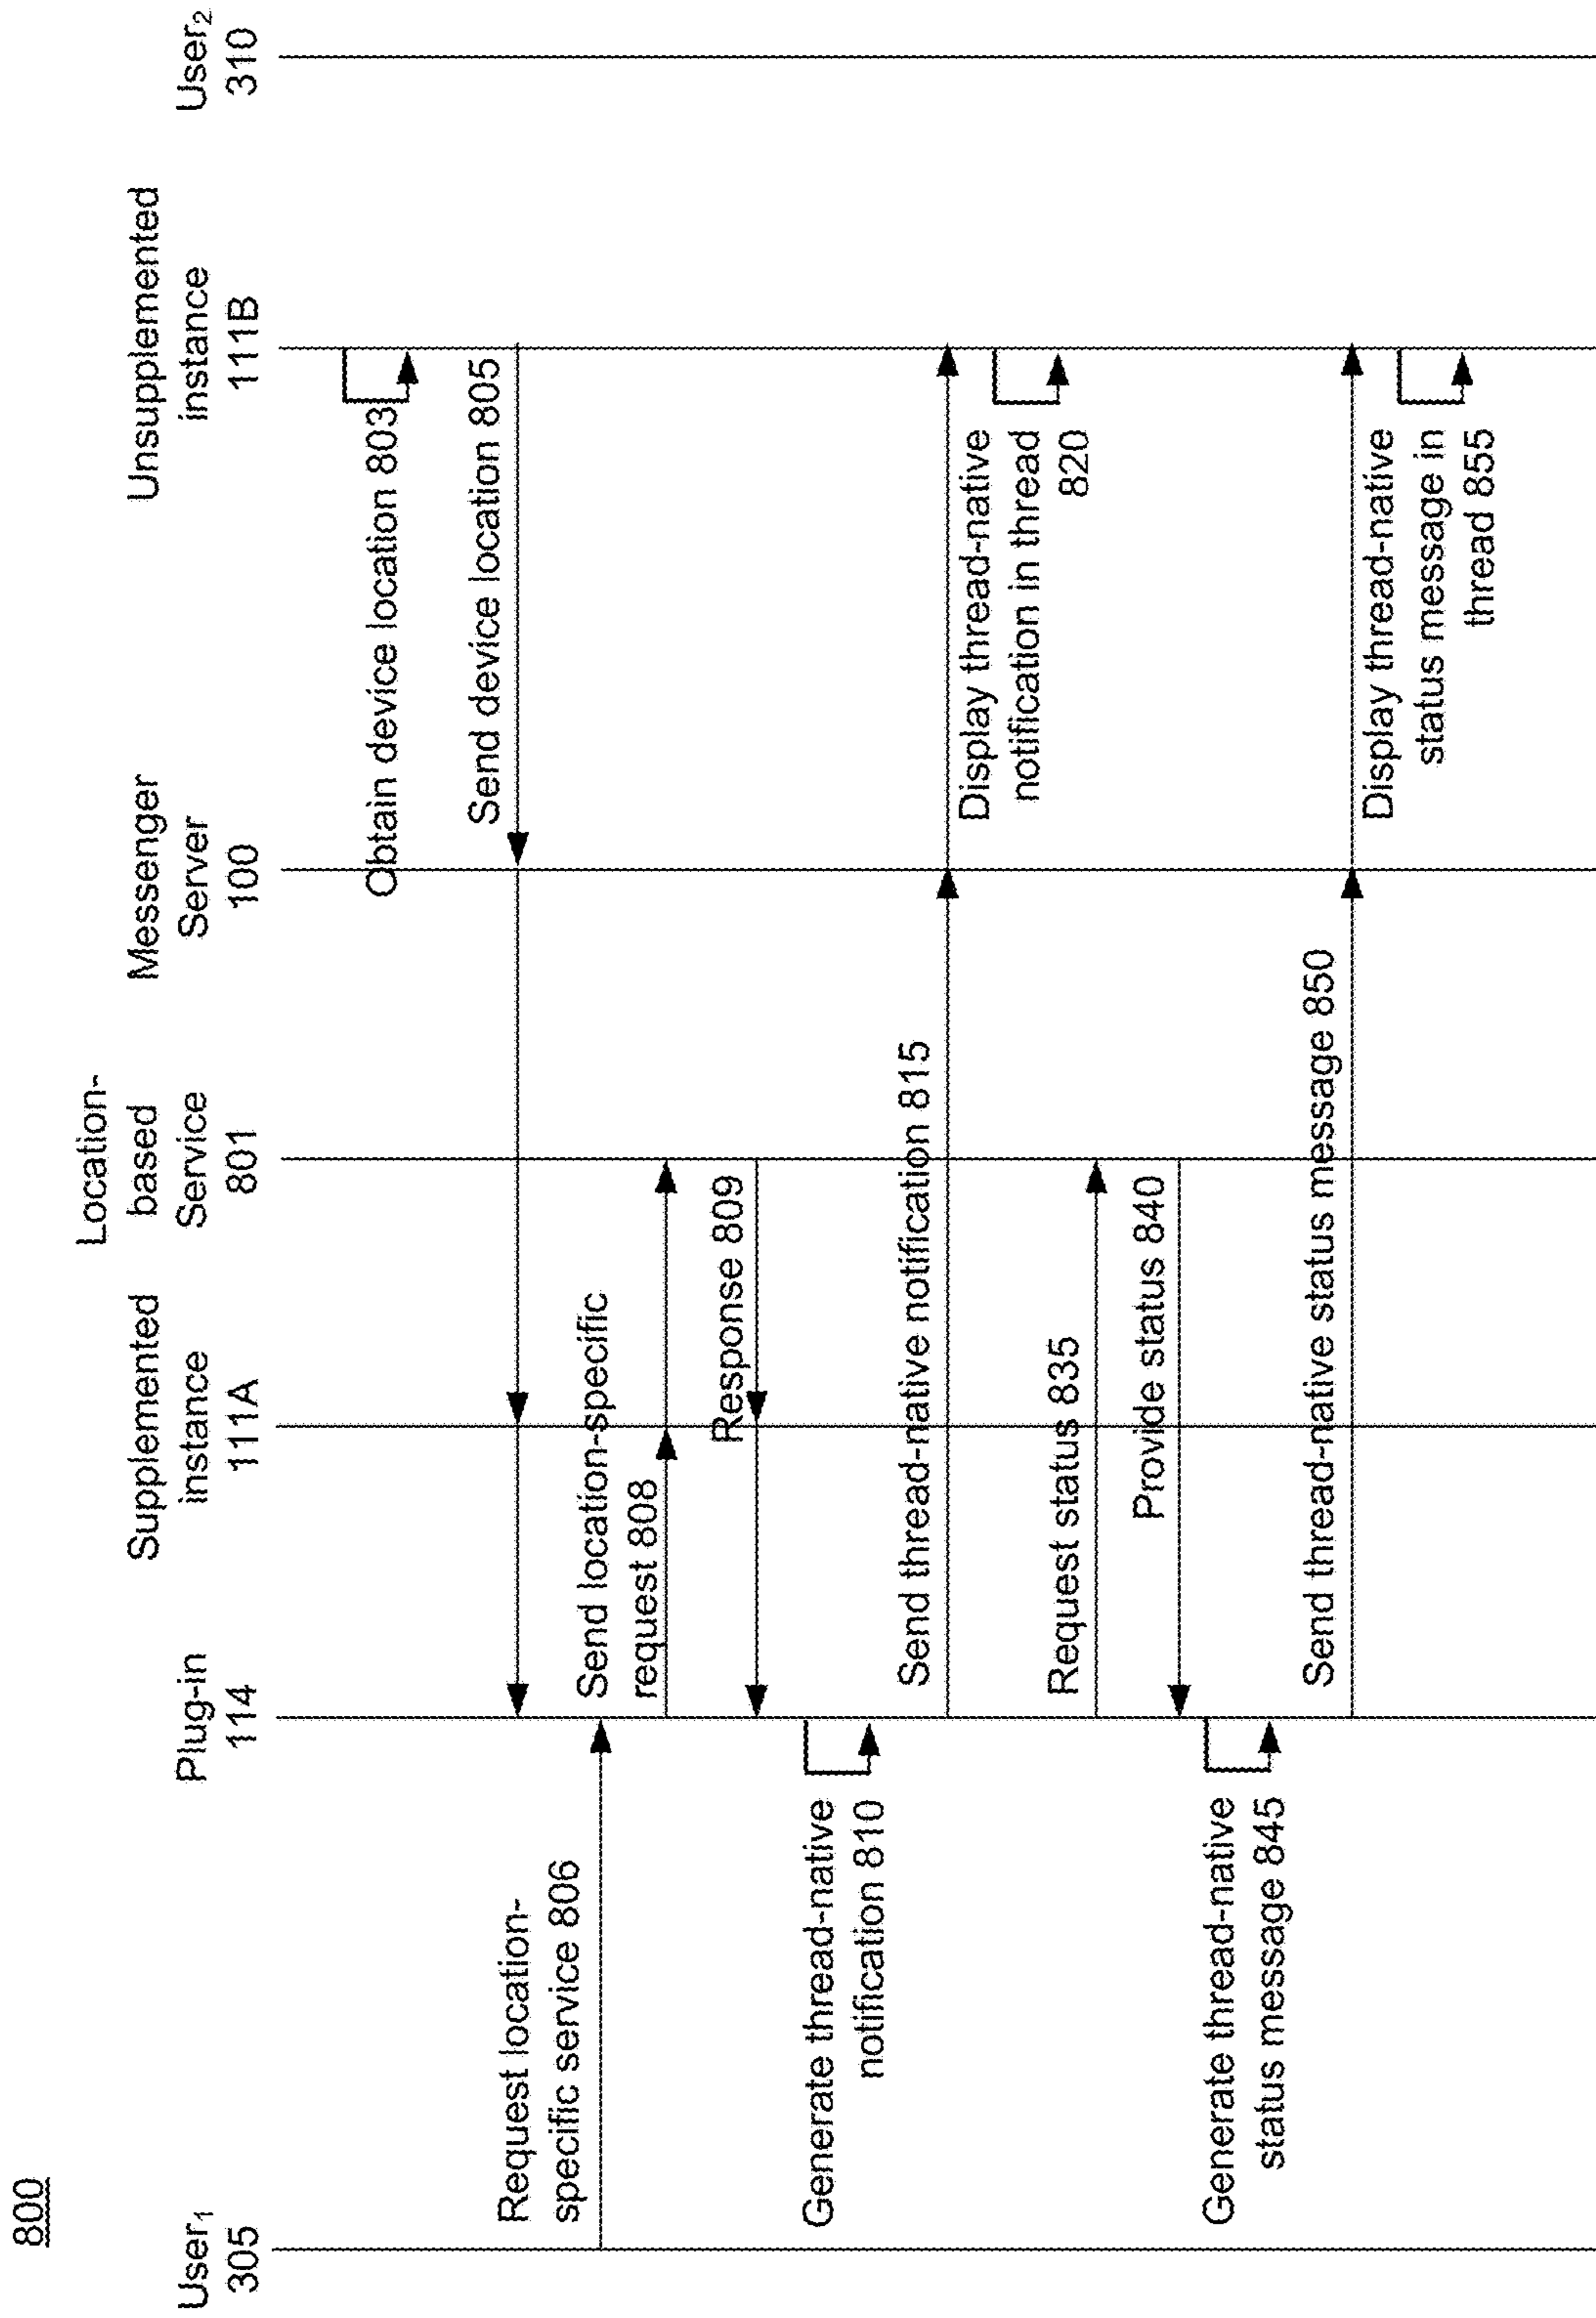 800
User1
305
Plug-in
114
Supplemented
instance
111A
Location-
based
Service
801
Messenger
Server
100
Unsupplemented
instance
111B
User2
310
Obtain device location 803
Send device location 805
Request location-
specific service 806
Send location-specific
request 808
Response 809
Generate thread-native
notification 810
Send thread-native notification 815
Display thread-native
notification in thread
820
Request status 835
Provide status 840
Generate thread-native
status message 845
Send thread-native status message 850
Display thread-native
status message in
thread 855